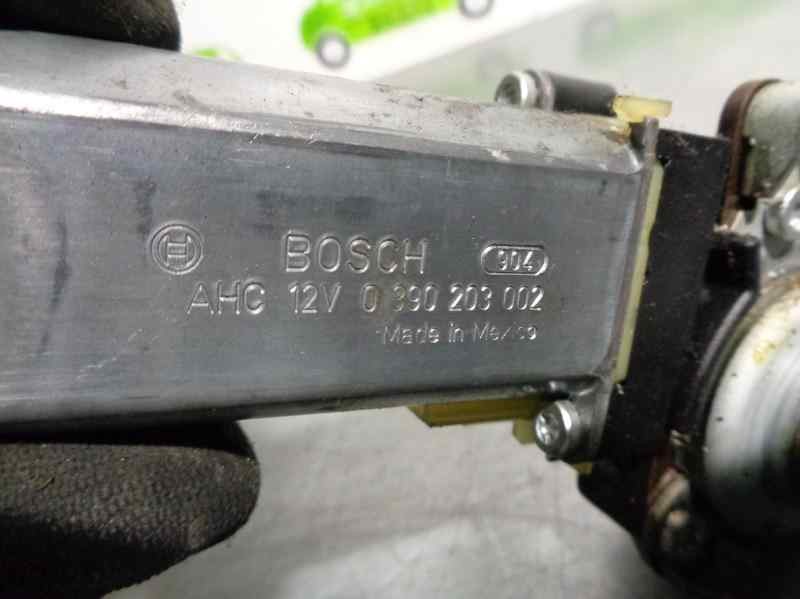 BOSCH 904
AHC 12V 0 390 203 002
Made in Mexico